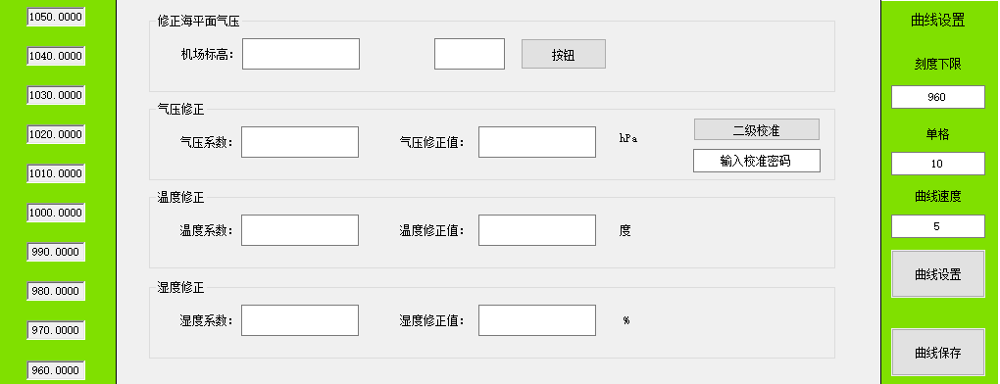 1050.0000
1040.0000
1030.0000
1020.0000
1010.0000
1000.0000
990.0000
980.0000
970.0000
960.0000
修正海平面气压
机场标高: 按钮
气压修正
气压系数: 气压修正值: hPa 二级校准
输入校准密码
温度修正
温度系数: 温度修正值: 度
湿度修正
湿度系数: 湿度修正值: %
曲线设置
刻度下限
960
单格
10
曲线速度
5
曲线设置
曲线保存